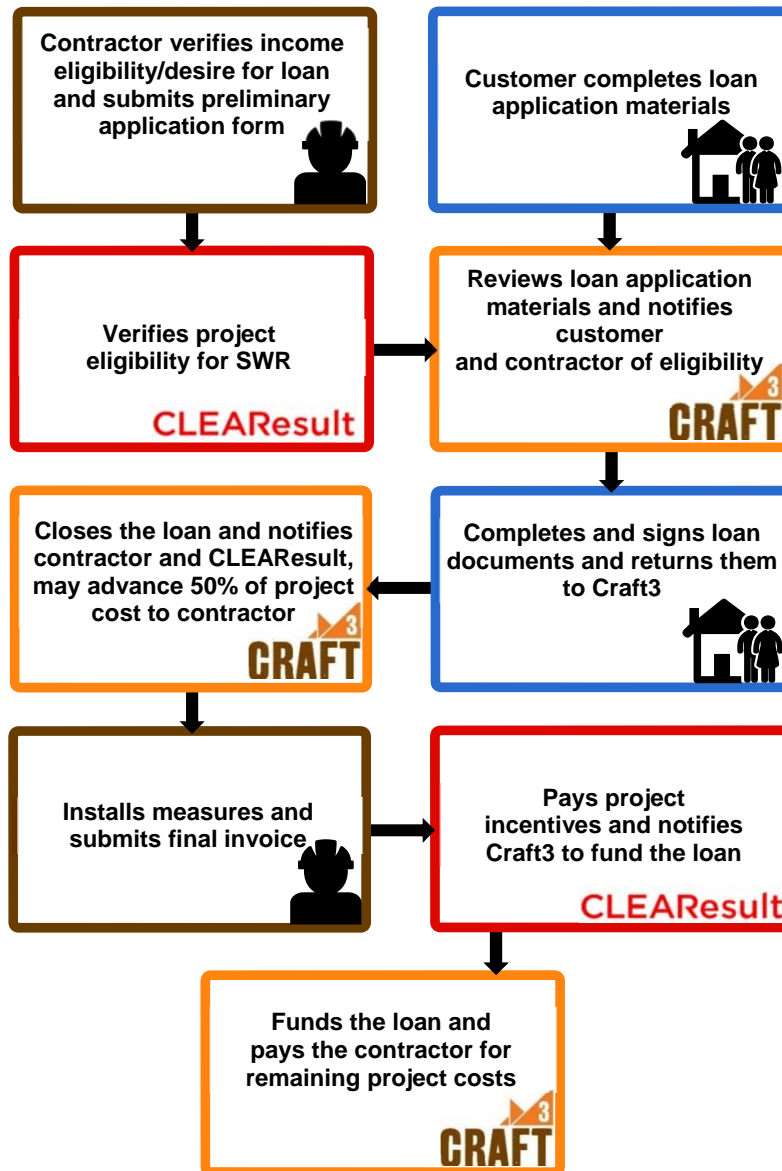 Contractor verifies income
eligibility/desire for loan
and submits preliminary
application form
Customer completes loan
application materials
Verifies project
eligibility for SWR
CLEAResult
Reviews loan application
materials and notifies
customer
and contractor of eligibility
3
CRAFT
Closes the loan and notifies
contractor and CLEAResult,
may advance 50% of project
cost to contractor
3
CRAFT
Completes and signs loan
documents and returns them
to Craft3
Installs measures and
submits final invoice
Pays project
incentives and notifies
Craft3 to fund the loan
CLEAResult
Funds the loan and
pays the contractor for
remaining project costs
3
CRAFT